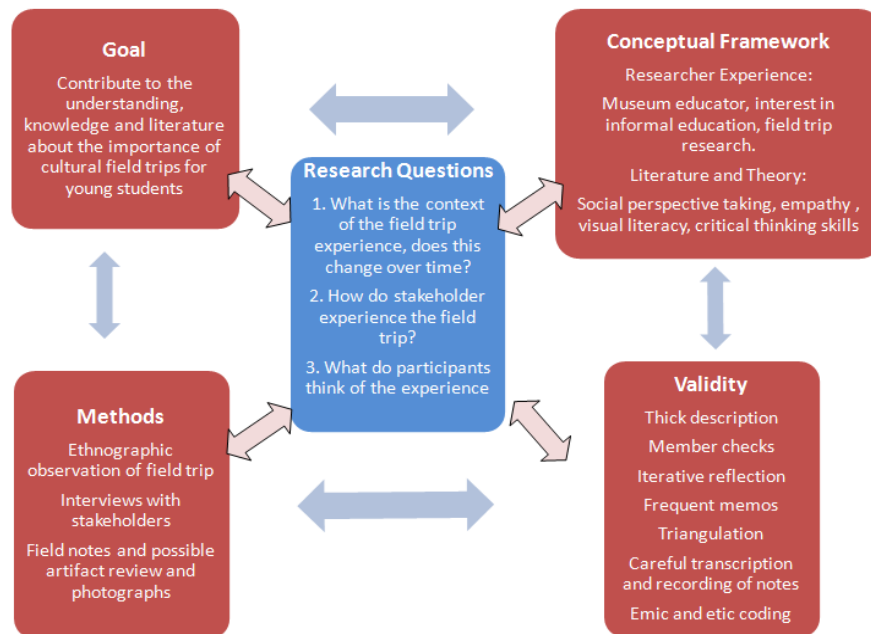 Goal
Contribute to the
understanding,
knowledge and literature
about the importance of
cultural field trips for
young students
Conceptual Framework
Researcher Experience:
Museum educator, interest in
informal education, field trip
research.
Literature and Theory:
Social perspective taking, empathy ,
visual literacy, critical thinking skills
Research Questions
1. What is the context
of the field trip
experience, does this
change over time?
2. How do stakeholder
experience the field
trip?
3. What do participants
think of the experience
Methods
Ethnographic
observation of field trip
Interviews with
stakeholders
Field notes and possible
artifact review and
photographs
Validity
Thick description
Member checks
Iterative reflection
Frequent memos
Triangulation
Careful transcription
and recording of notes
Emic and etic coding